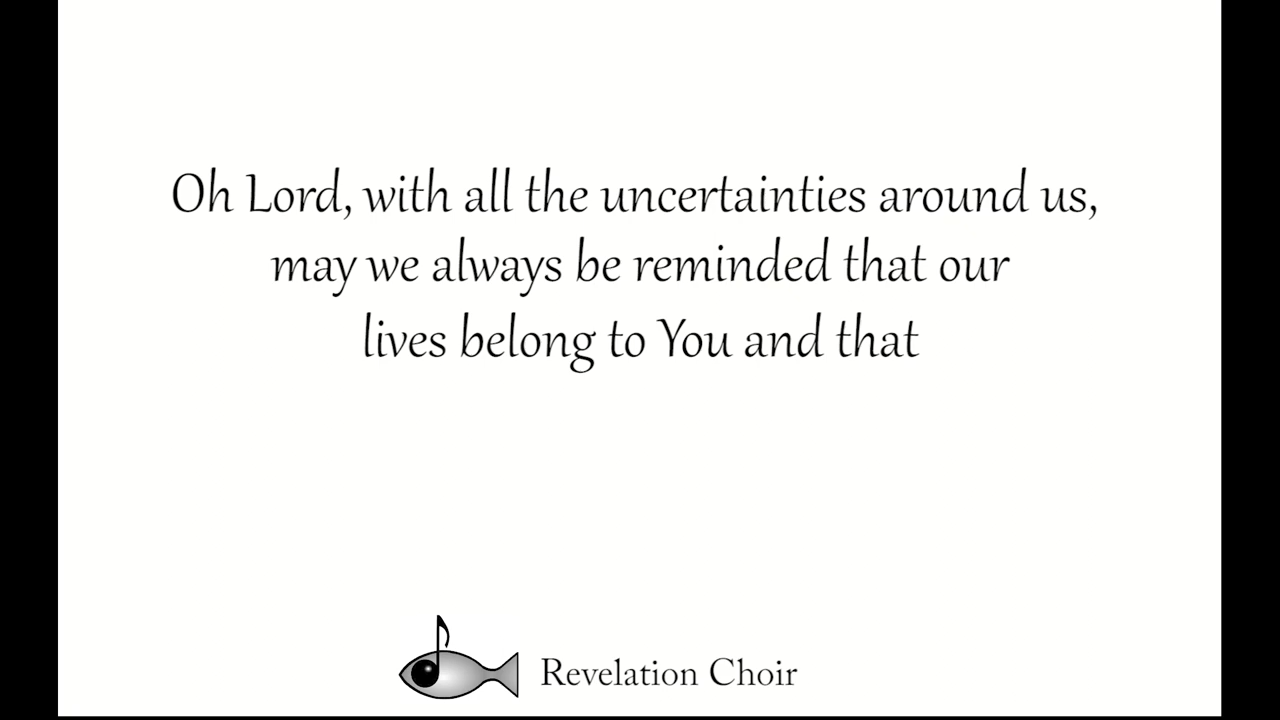 Oh Lord, with all the uncertainties around us,
may we always be reminded that our
lives belong to You and that
Revelation Choir